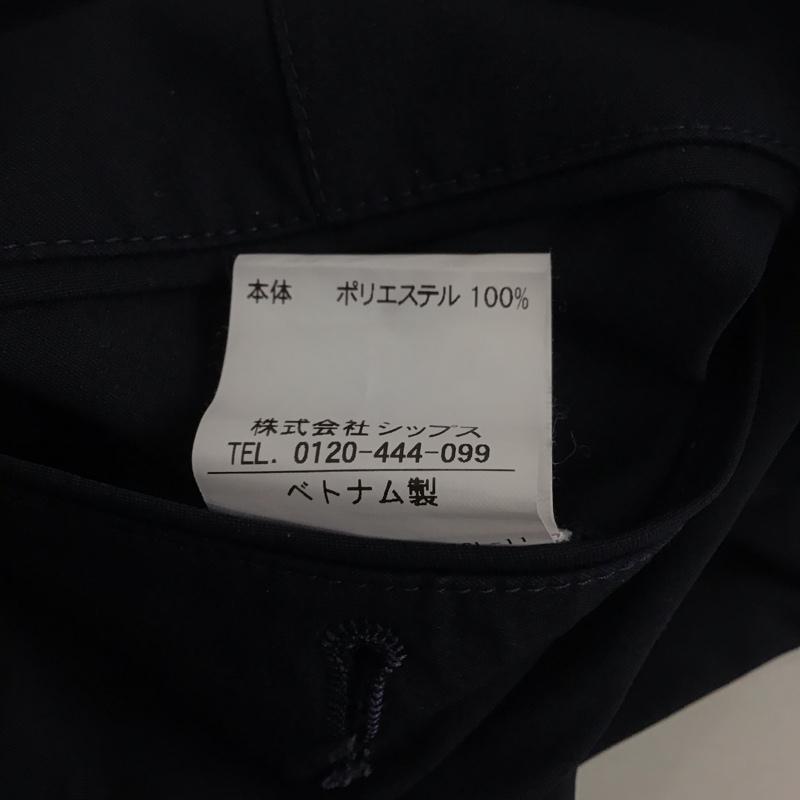 本体 ポリエステル 100%
株式会社 シップス
TEL. 0120-444-099
ベトナム製